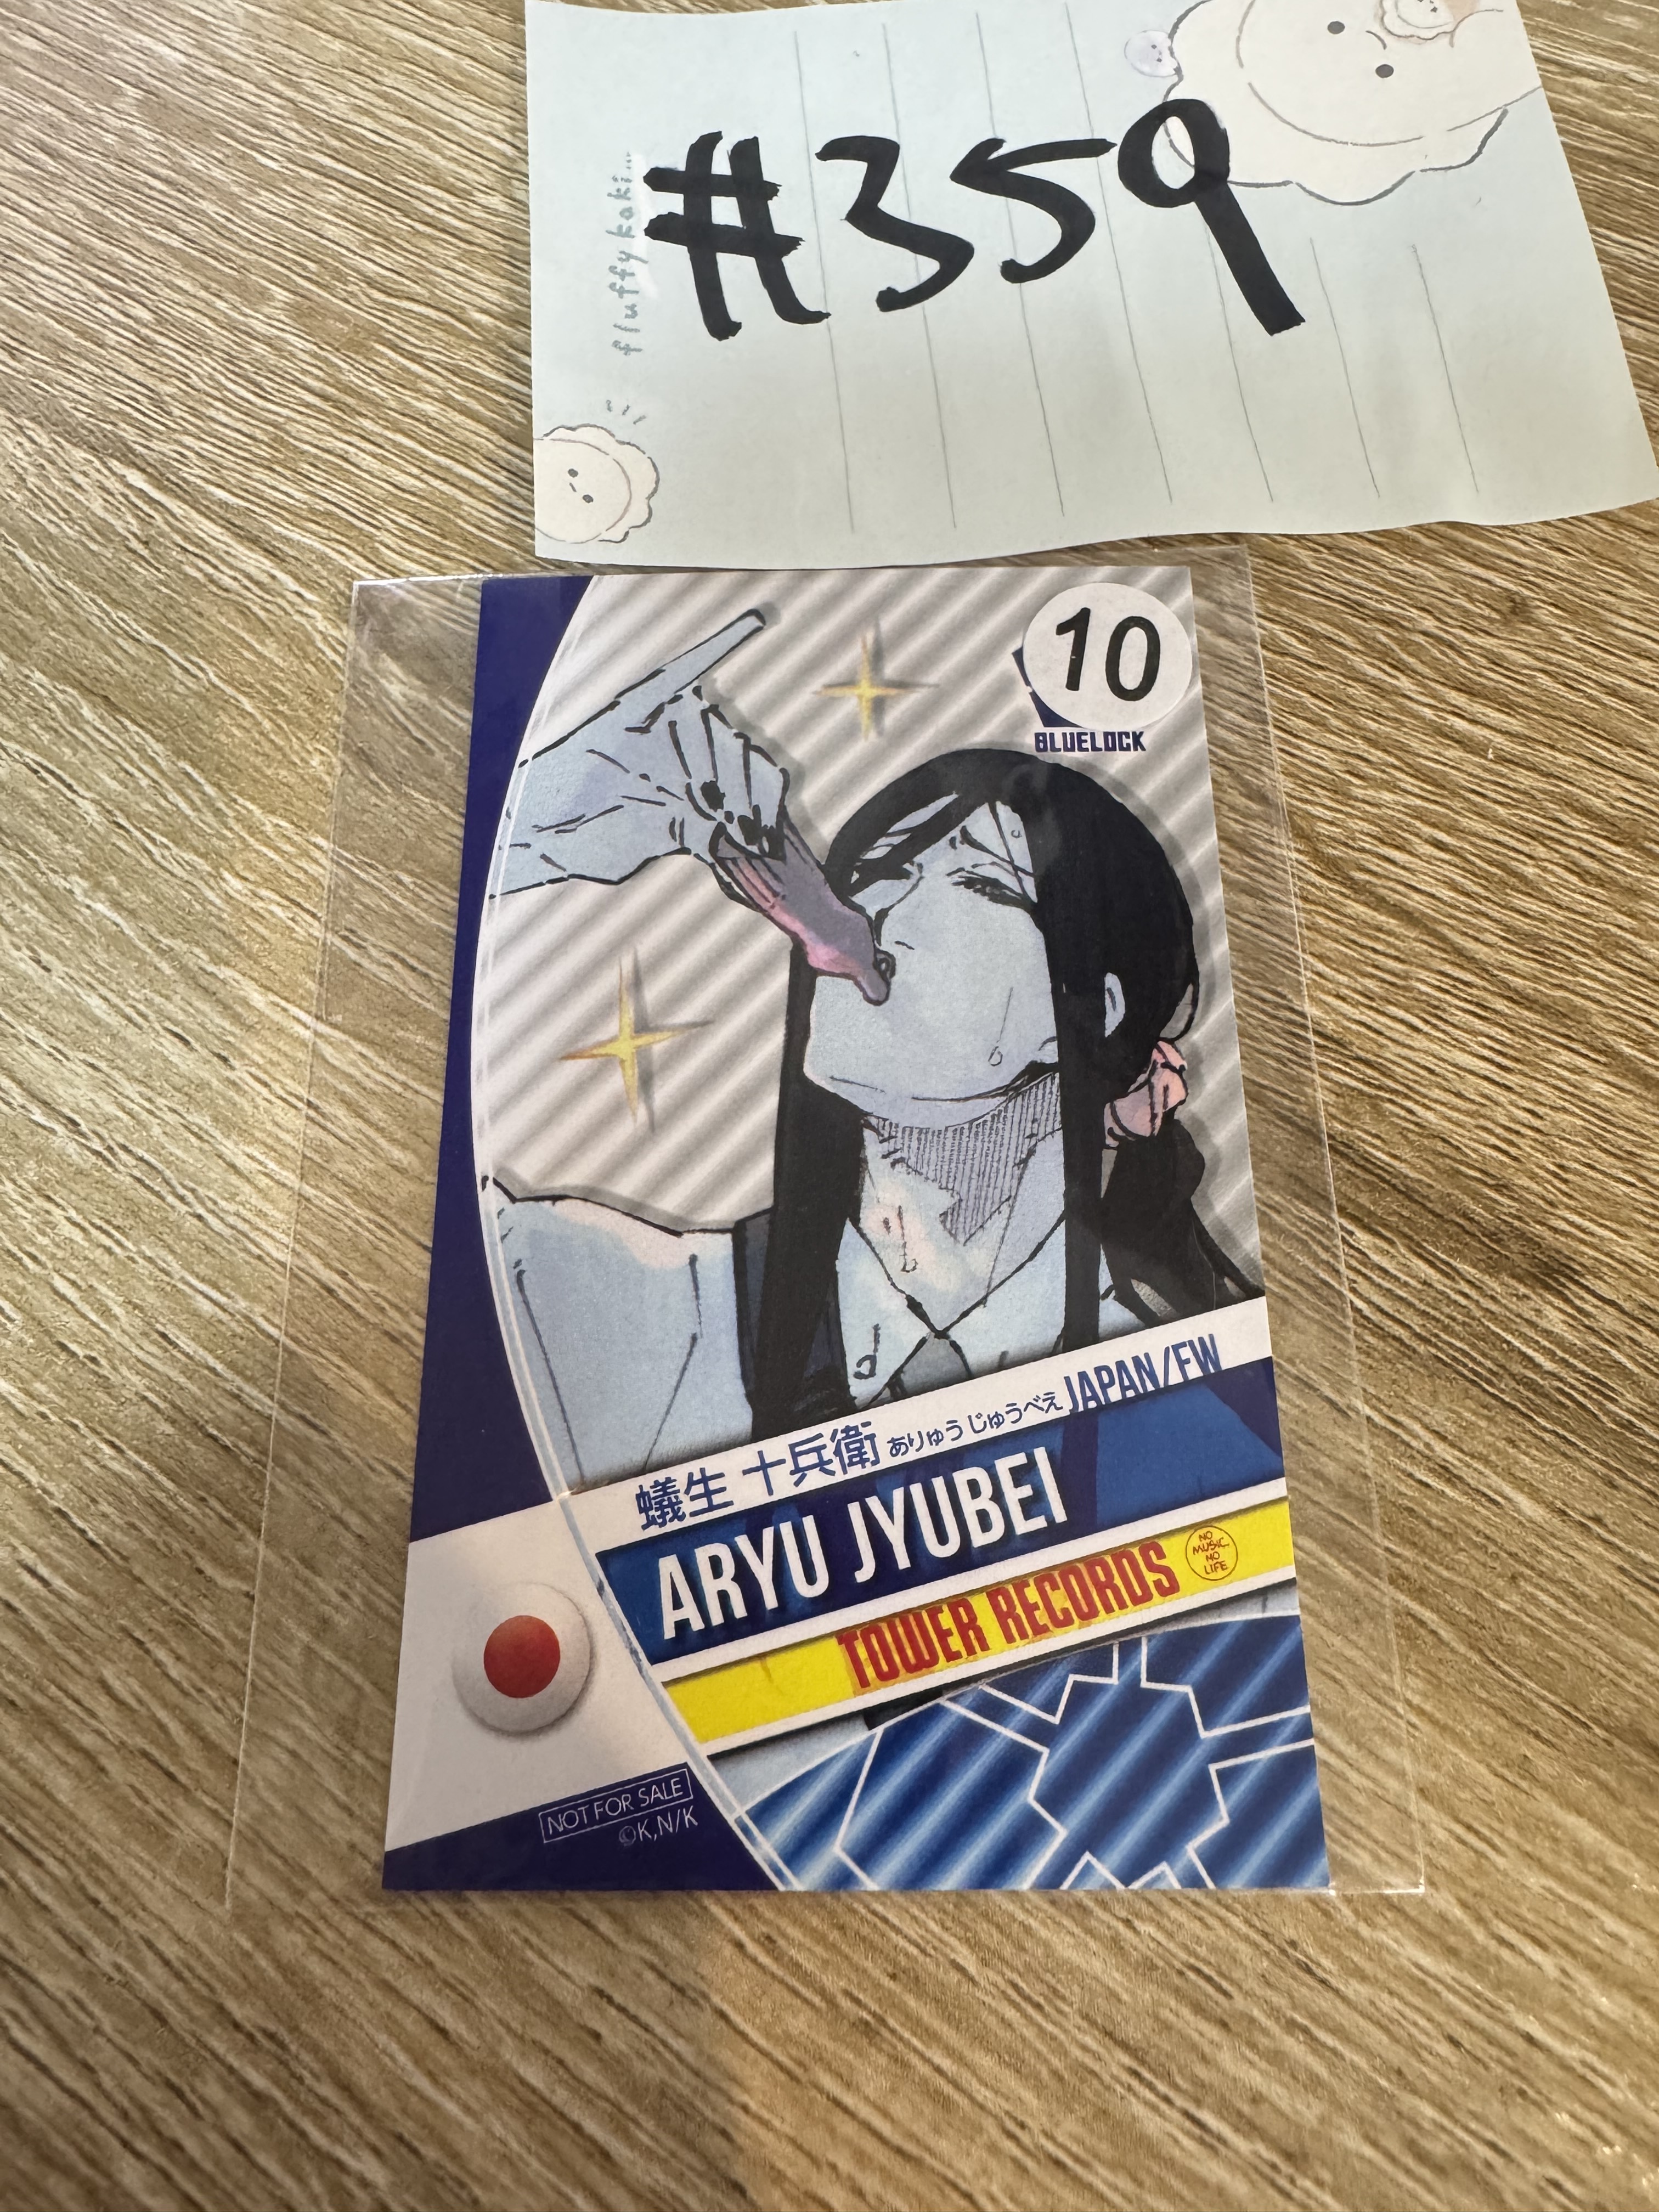 #359
fluffy kaki...
10
BLUELOCK
蟻生 十兵衛 ありゅう じゅうべえ JAPAN/FW
ARYU JYUBEI
TOWER RECORDS
NO
MUSIC
NO
LIFE
NOT FOR SALE
©K,N/K